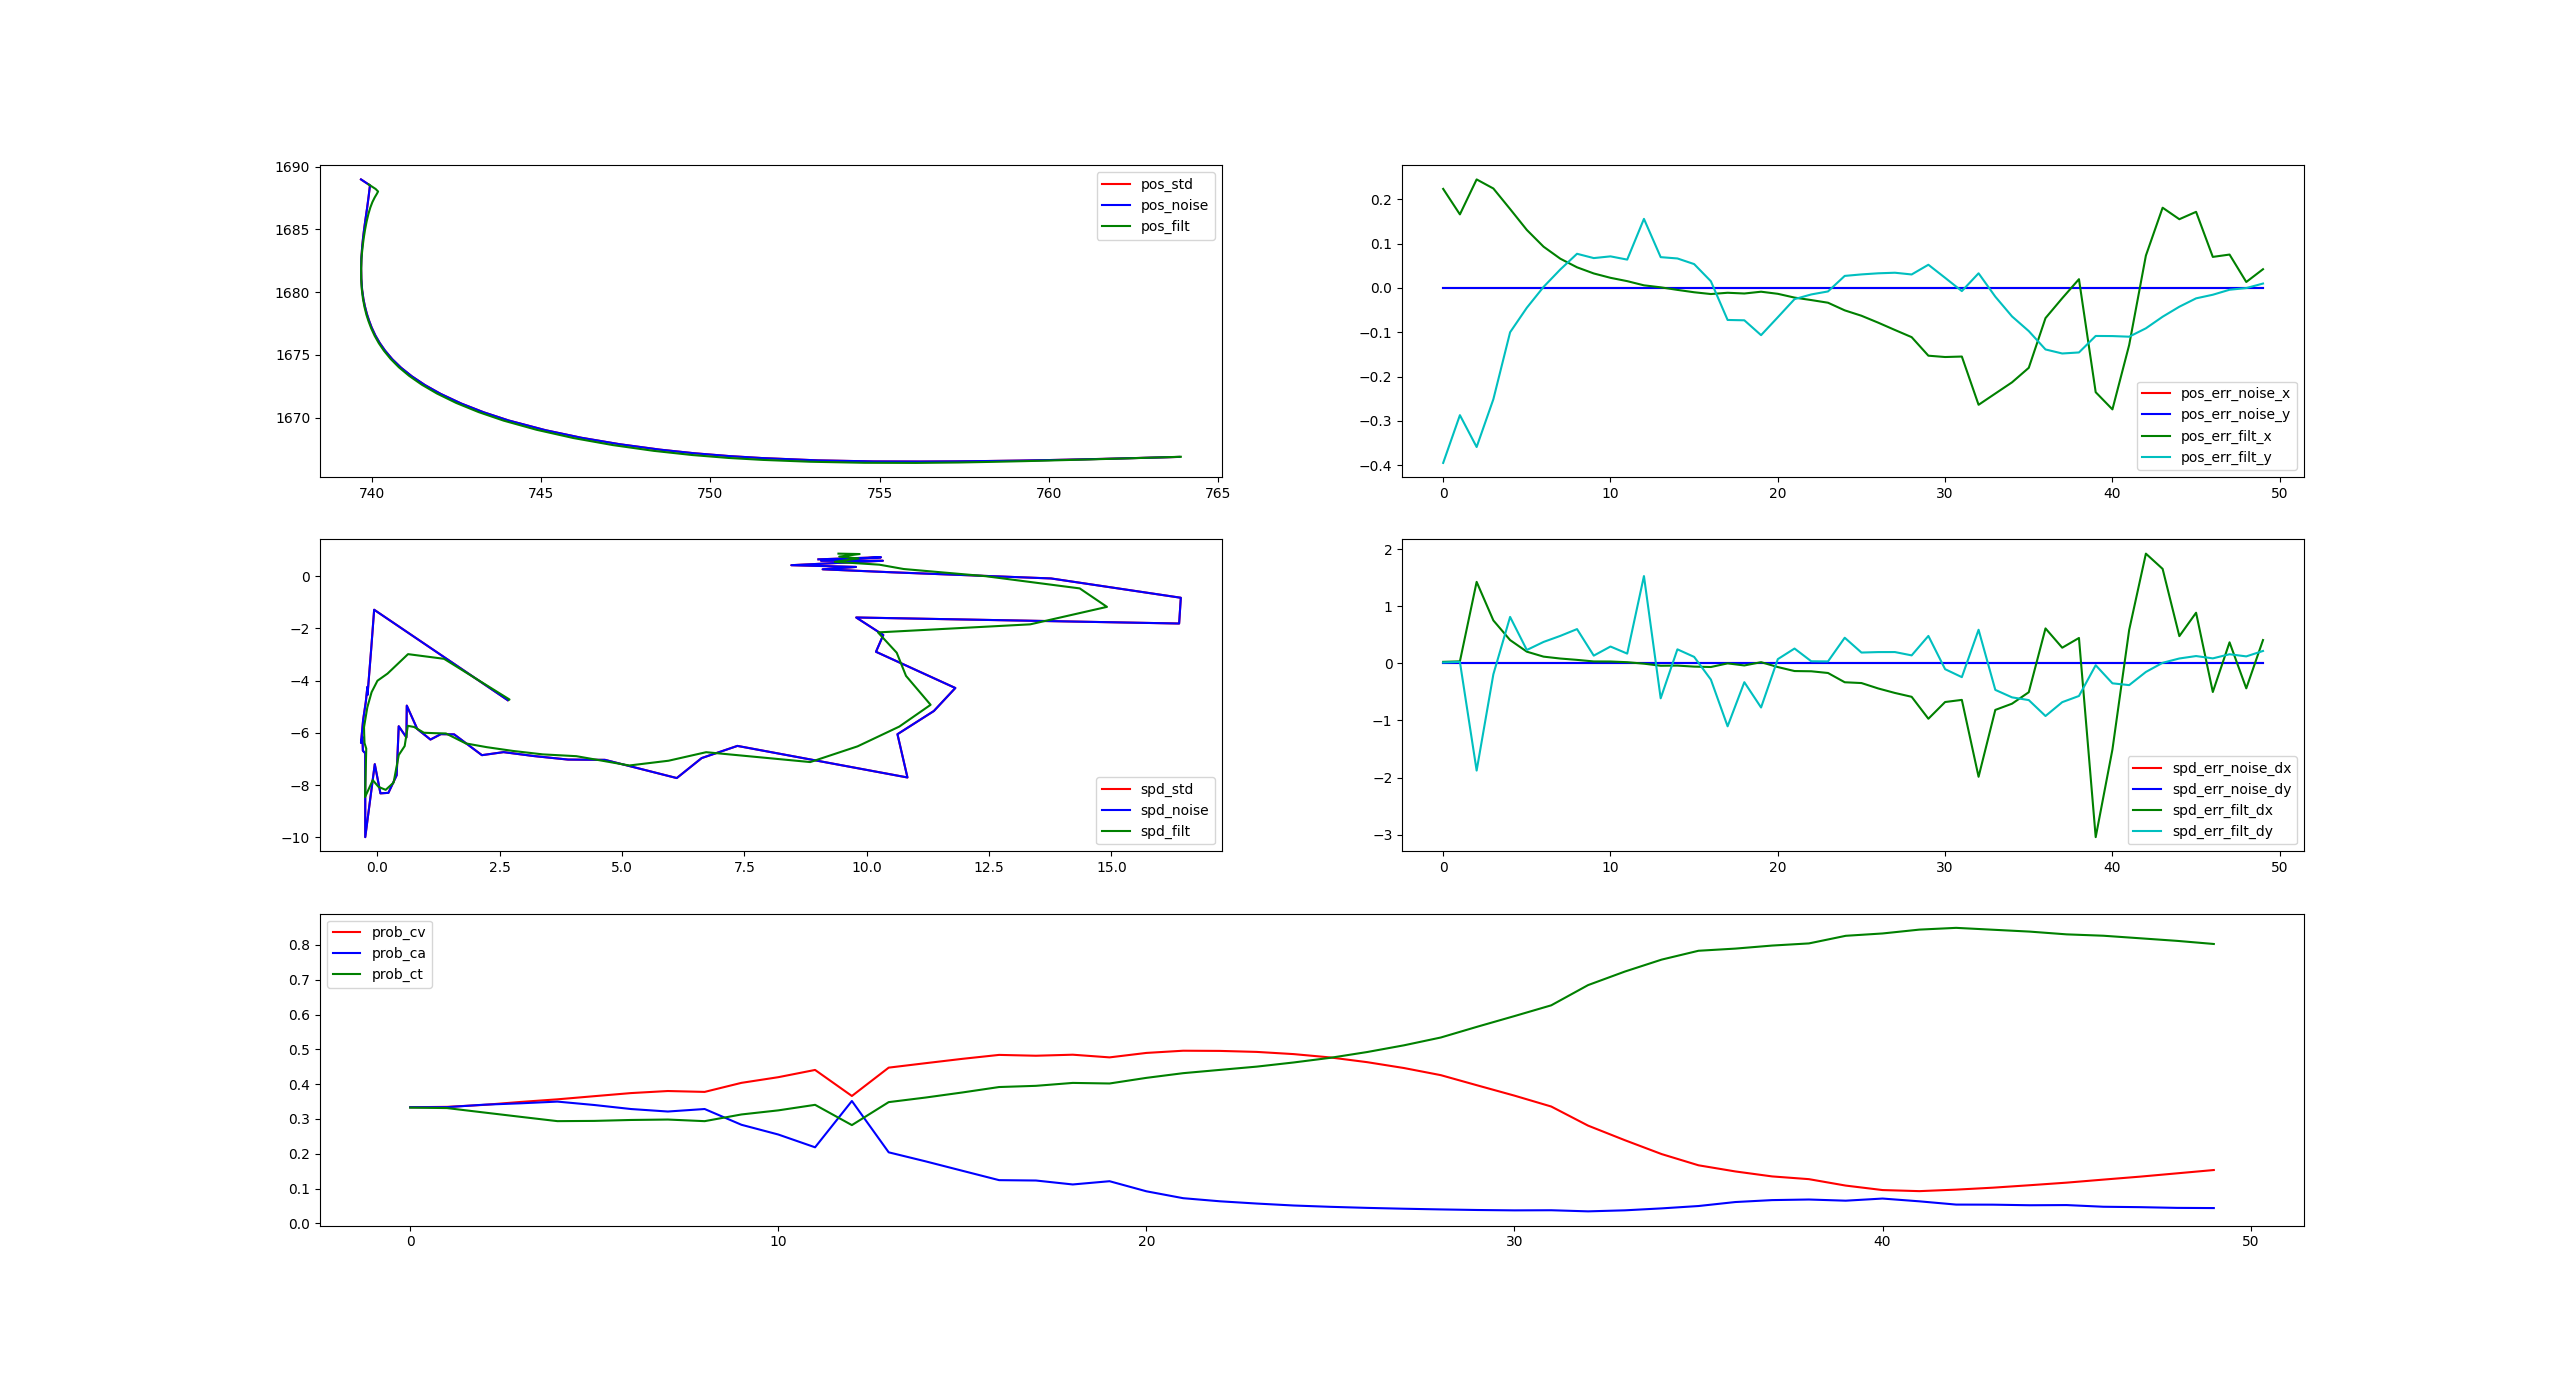 1690
1685
1680
1675
1670
740 745 750 755 760 765
pos_std
pos_noise
pos_filt
0.2
0.1
0.0
−0.1
−0.2
−0.3
−0.4
0 10 20 30 40 50
pos_err_noise_x
pos_err_noise_y
pos_err_filt_x
pos_err_filt_y
0
−2
−4
−6
−8
−10
0.0 2.5 5.0 7.5 10.0 12.5 15.0
spd_std
spd_noise
spd_filt
2
1
0
−1
−2
−3
0 10 20 30 40 50
spd_err_noise_dx
spd_err_noise_dy
spd_err_filt_dx
spd_err_filt_dy
0.8
0.7
0.6
0.5
0.4
0.3
0.2
0.1
0.0
0 10 20 30 40 50
prob_cv
prob_ca
prob_ct